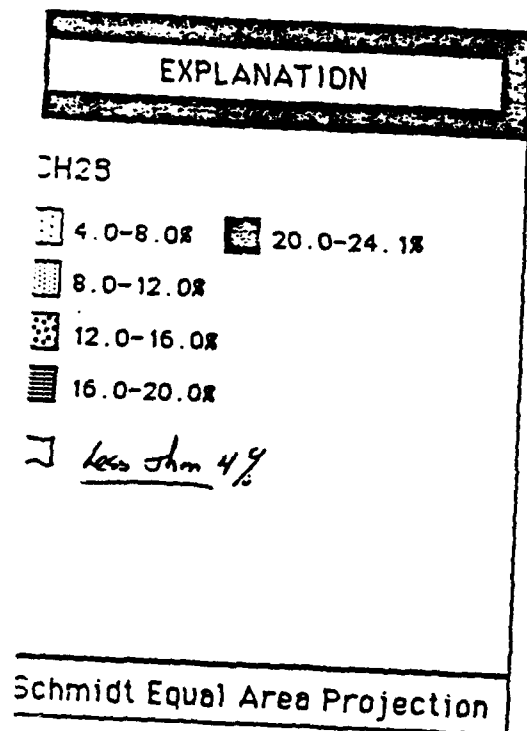 EXPLANATION
CH2S
4.0-8.0% 20.0-24.1%
8.0-12.0%
12.0-16.0%
16.0-20.0%
Less than 4%
Schmidt Equal Area Projection